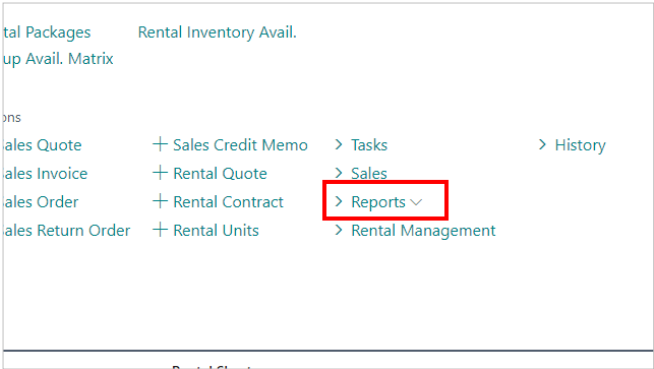 tal Packages Rental Inventory Avail.
up Avail. Matrix
ons
ales Quote + Sales Credit Memo > Tasks > History
ales Invoice + Rental Quote > Sales
ales Order + Rental Contract > Reports
ales Return Order + Rental Units > Rental Management